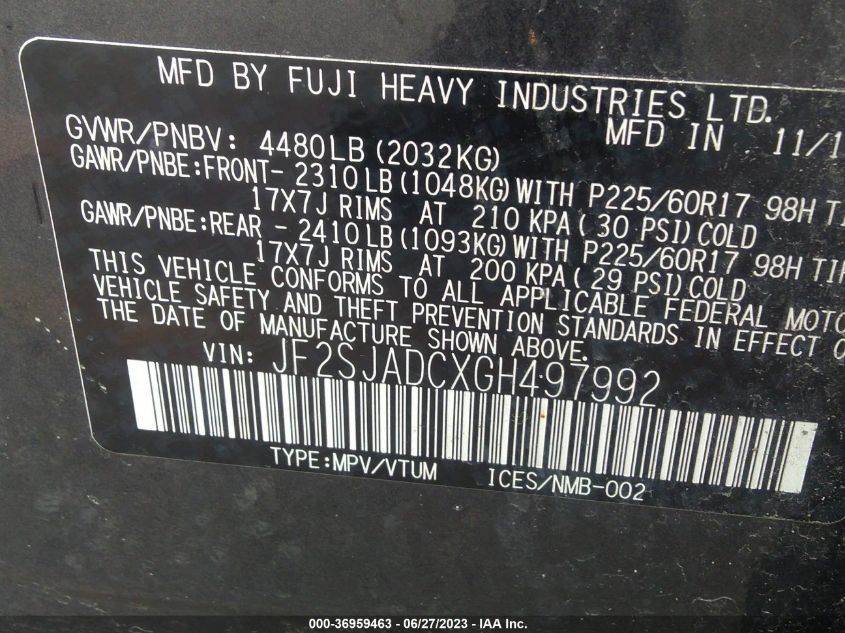 MFD BY FUJI HEAVY INDUSTRIES LTD.
MFD IN 11/1
GVWR/PNBV: 4480LB (2032KG)
GAWR/PNBE:FRONT- 2310LB (1048KG) WITH P225/60R17 98H TI
17X7J RIMS AT 210 KPA ( 30 PSI) COLD
GAWR/PNBE:REAR - 2410LB (1093KG) WITH P225/60R17 98H TIR
17X7J RIMS AT 200 KPA ( 29 PSI) COLD
THIS VEHICLE CONFORMS TO ALL APPLICABLE FEDERAL MOTO
VEHICLE SAFETY AND THEFT PREVENTION STANDARDS IN EFFECT O
THE DATE OF MANUFACTURE SHOWN ABOVE.
VIN: JF2SJADCXGH497992
TYPE:MPV/VTUM ICES/NMB-002
000-36959463 - 06/27/2023 - IAA Inc.